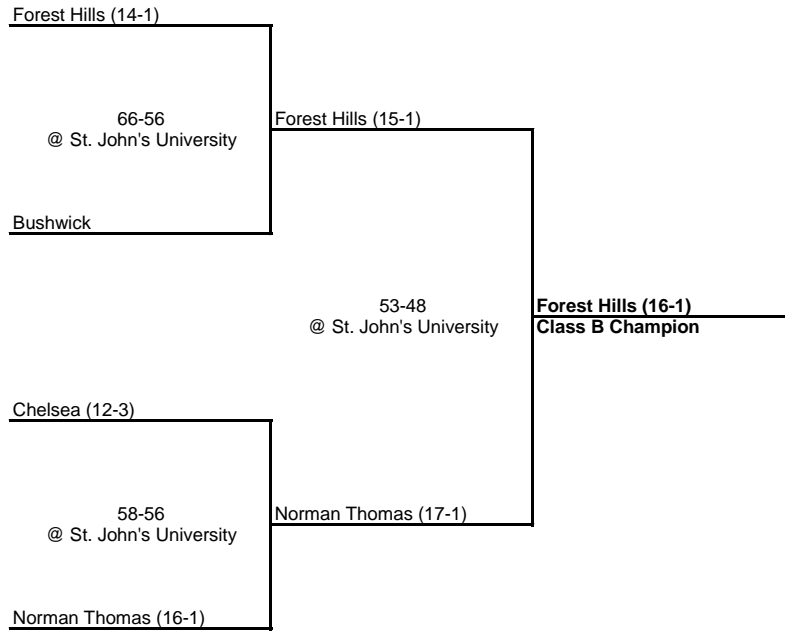 Forest Hills (14-1)
66-56
@ St. John's University
Forest Hills (15-1)
Bushwick
53-48
@ St. John's University
Forest Hills (16-1)
Class B Champion
Chelsea (12-3)
58-56
@ St. John's University
Norman Thomas (17-1)
Norman Thomas (16-1)